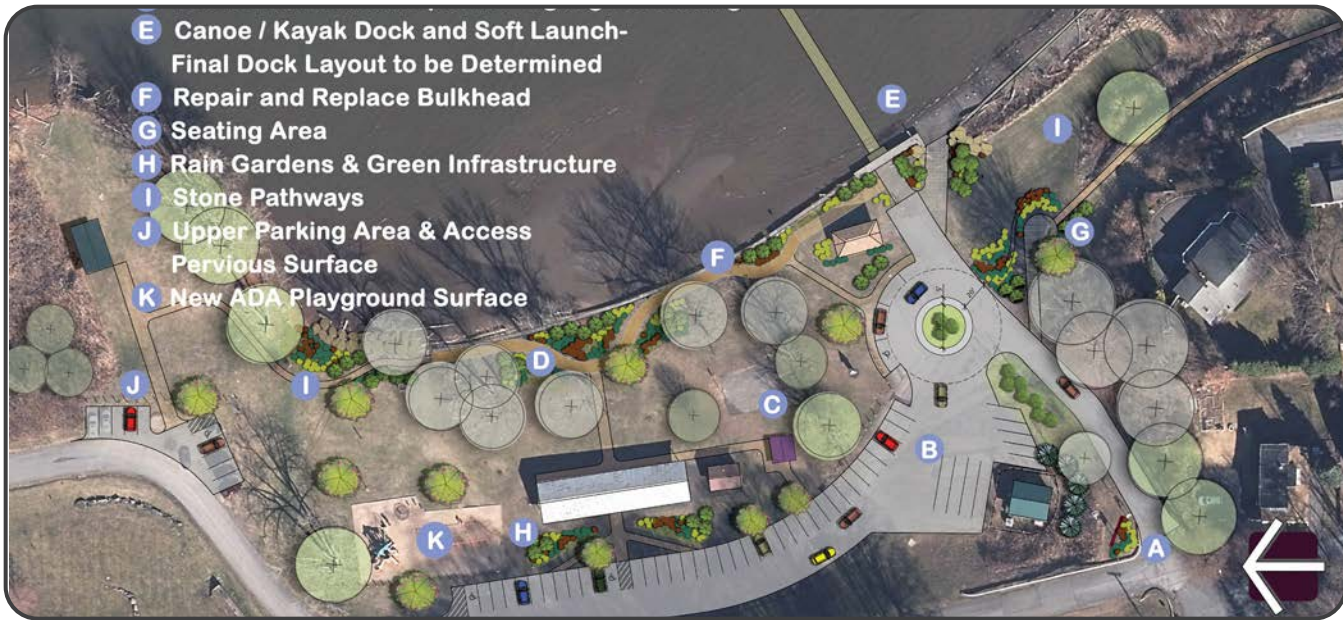 E Canoe / Kayak Dock and Soft Launch-
Final Dock Layout to be Determined
F Repair and Replace Bulkhead
G Seating Area
H Rain Gardens & Green Infrastructure
I Stone Pathways
J Upper Parking Area & Access
Pervious Surface
K New ADA Playground Surface
E
I
G
F
D
I
J
C
B
H
K
A